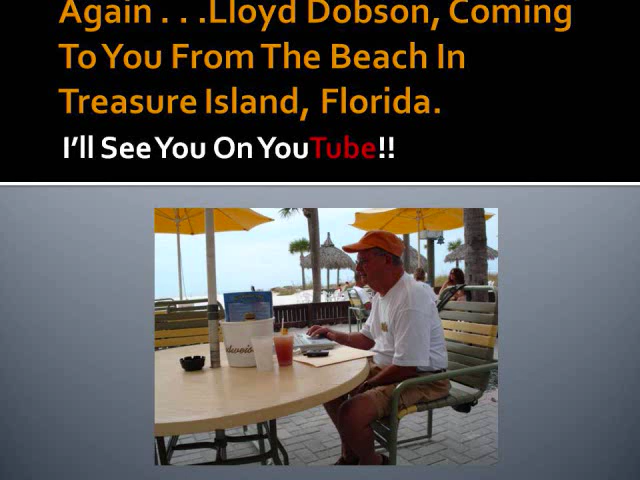 Again . . .Lloyd Dobson, Coming
To You From The Beach In
Treasure Island, Florida.
I'll See You On YouTube!!